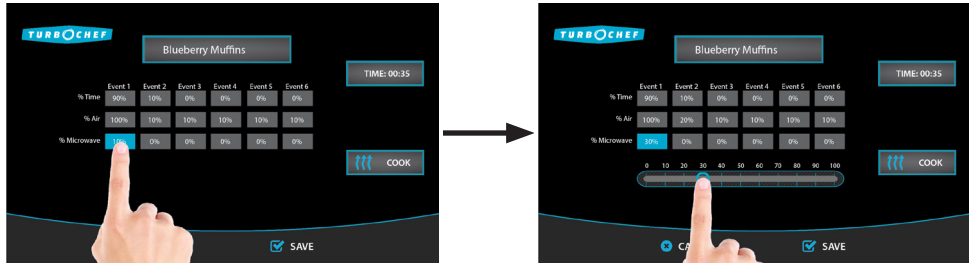 TURBOCHEF
Blueberry Muffins
TIME: 00:35
Event 1 Event 2 Event 3 Event 4 Event 5 Event 6
% Time 90% 10% 0% 0% 0% 0%
% Air 100% 10% 10% 10% 10% 10%
% Microwave 10% 0% 0% 0% 0% 0%
COOK
SAVE
TURBOCHEF
Blueberry Muffins
TIME: 00:35
Event 1 Event 2 Event 3 Event 4 Event 5 Event 6
% Time 90% 10% 0% 0% 0% 0%
% Air 100% 20% 10% 10% 10% 10%
% Microwave 30% 0% 0% 0% 0% 0%
0 10 20 30 40 50 60 70 80 90 100
COOK
CA
SAVE